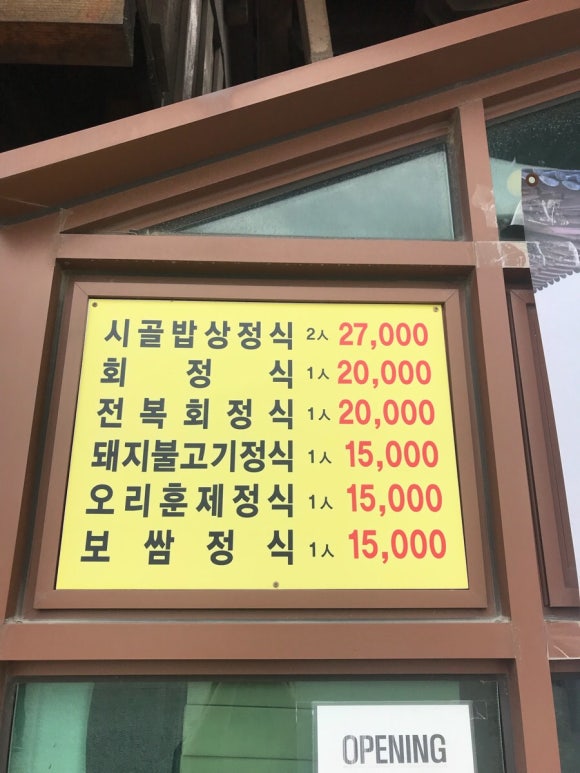 시골밥상정식 2人 27,000
회정식 1人 20,000
전복회정식 1人 20,000
돼지불고기정식 1人 15,000
오리훈제정식 1人 15,000
보쌈정식 1人 15,000
OPENING